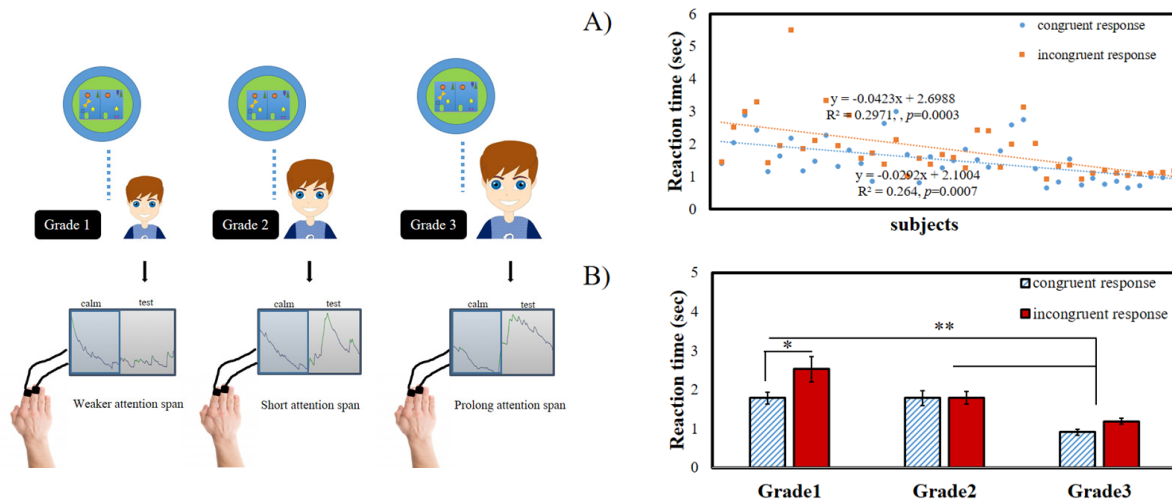 Grade 1
Grade 2
Grade 3
calm test
calm test
calm test
Weaker attention span
Short attention span
Prolong attention span
A)
Reaction time (sec)
6
5
4
3
2
1
0
congruent response
incongruent response
y = -0.0423x + 2.6988
R² = 0.2971, , p=0.0003
y = -0.0292x + 2.1004
R² = 0.264, p=0.0007
subjects
B)
Reaction time (sec)
5
4
3
2
1
0
congruent response
incongruent response
**
*
Grade1 Grade2 Grade3